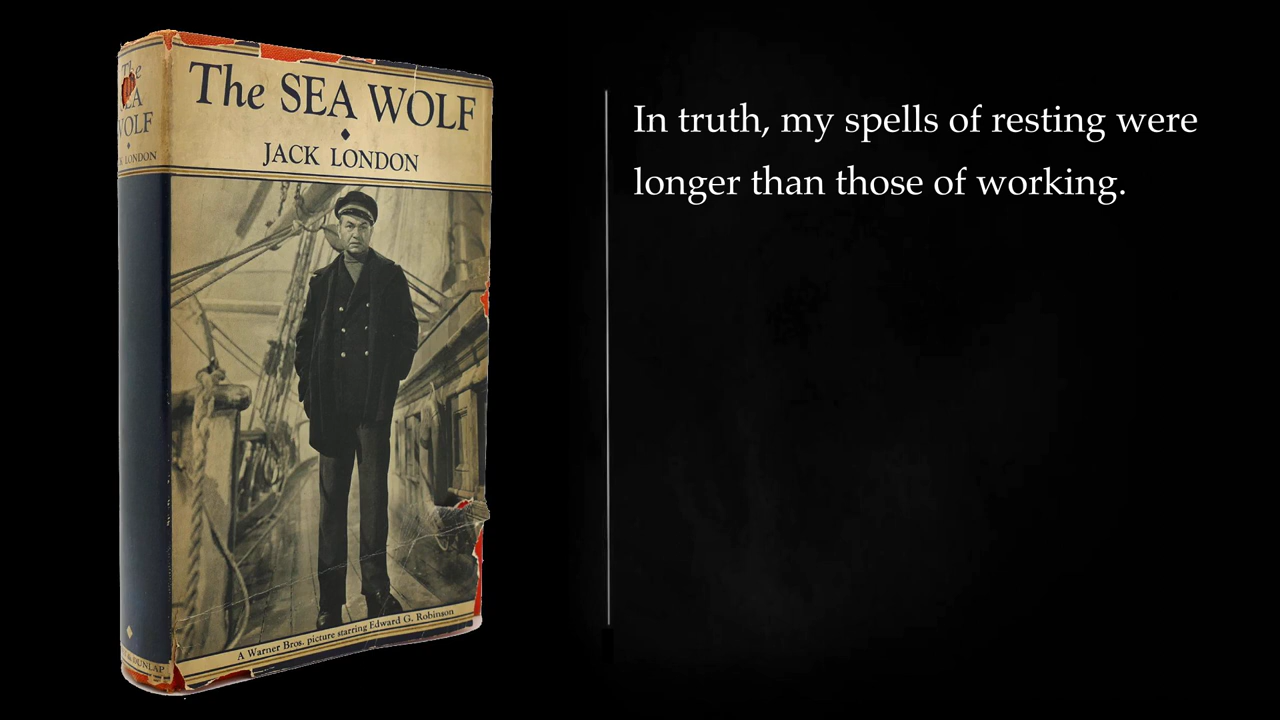 The
SEA
WOLF
LONDON
The SEA WOLF
JACK LONDON
A Warner Bros. picture starring Edward G. Robinson
DUNLAP
In truth, my spells of resting were
longer than those of working.